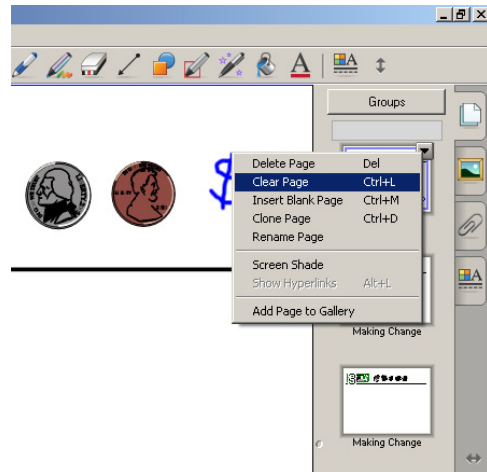 A
A
Groups
$
Delete Page Del
Clear Page Ctrl+L
Insert Blank Page Ctrl+M
Clone Page Ctrl+D
Rename Page
Screen Shade
Show Hyperlinks Alt+L
Add Page to Gallery
A
Making Change
Making Change